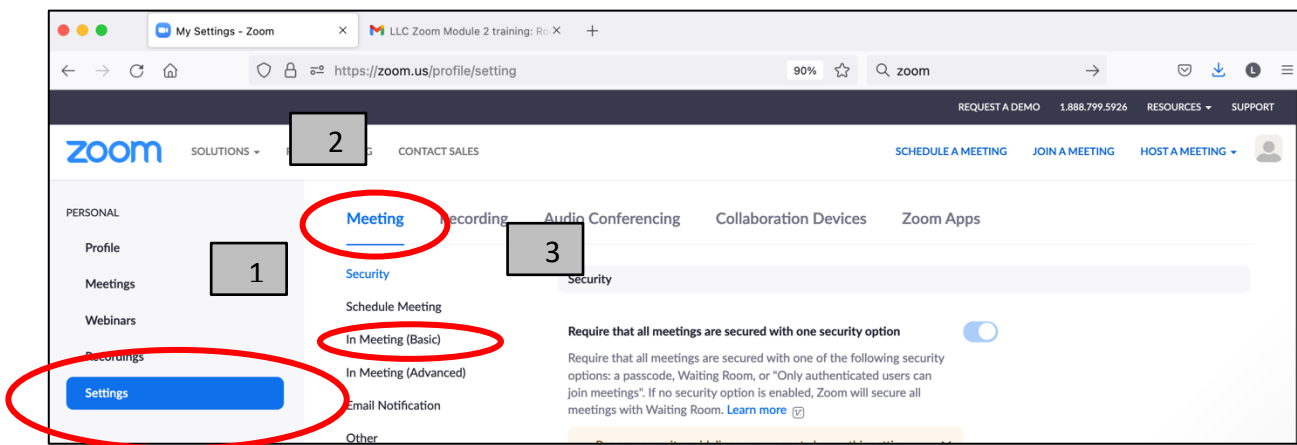 My Settings - Zoom × LLC Zoom Module 2 training: Ro × +
https://zoom.us/profile/setting 90% zoom L
REQUEST A DEMO 1.888.799.5926 RESOURCES SUPPORT
zoom SOLUTIONS 2 CONTACT SALES SCHEDULE A MEETING JOIN A MEETING HOST A MEETING
PERSONAL
Profile
Meetings
Webinars
Recordings
Settings
1
Meeting Recording Audio Conferencing Collaboration Devices Zoom Apps
3
Security
Schedule Meeting
In Meeting (Basic)
In Meeting (Advanced)
Email Notification
Other
Security
Require that all meetings are secured with one security option
Require that all meetings are secured with one of the following security
options: a passcode, Waiting Room, or "Only authenticated users can
join meetings". If no security option is enabled, Zoom will secure all
meetings with Waiting Room. Learn more